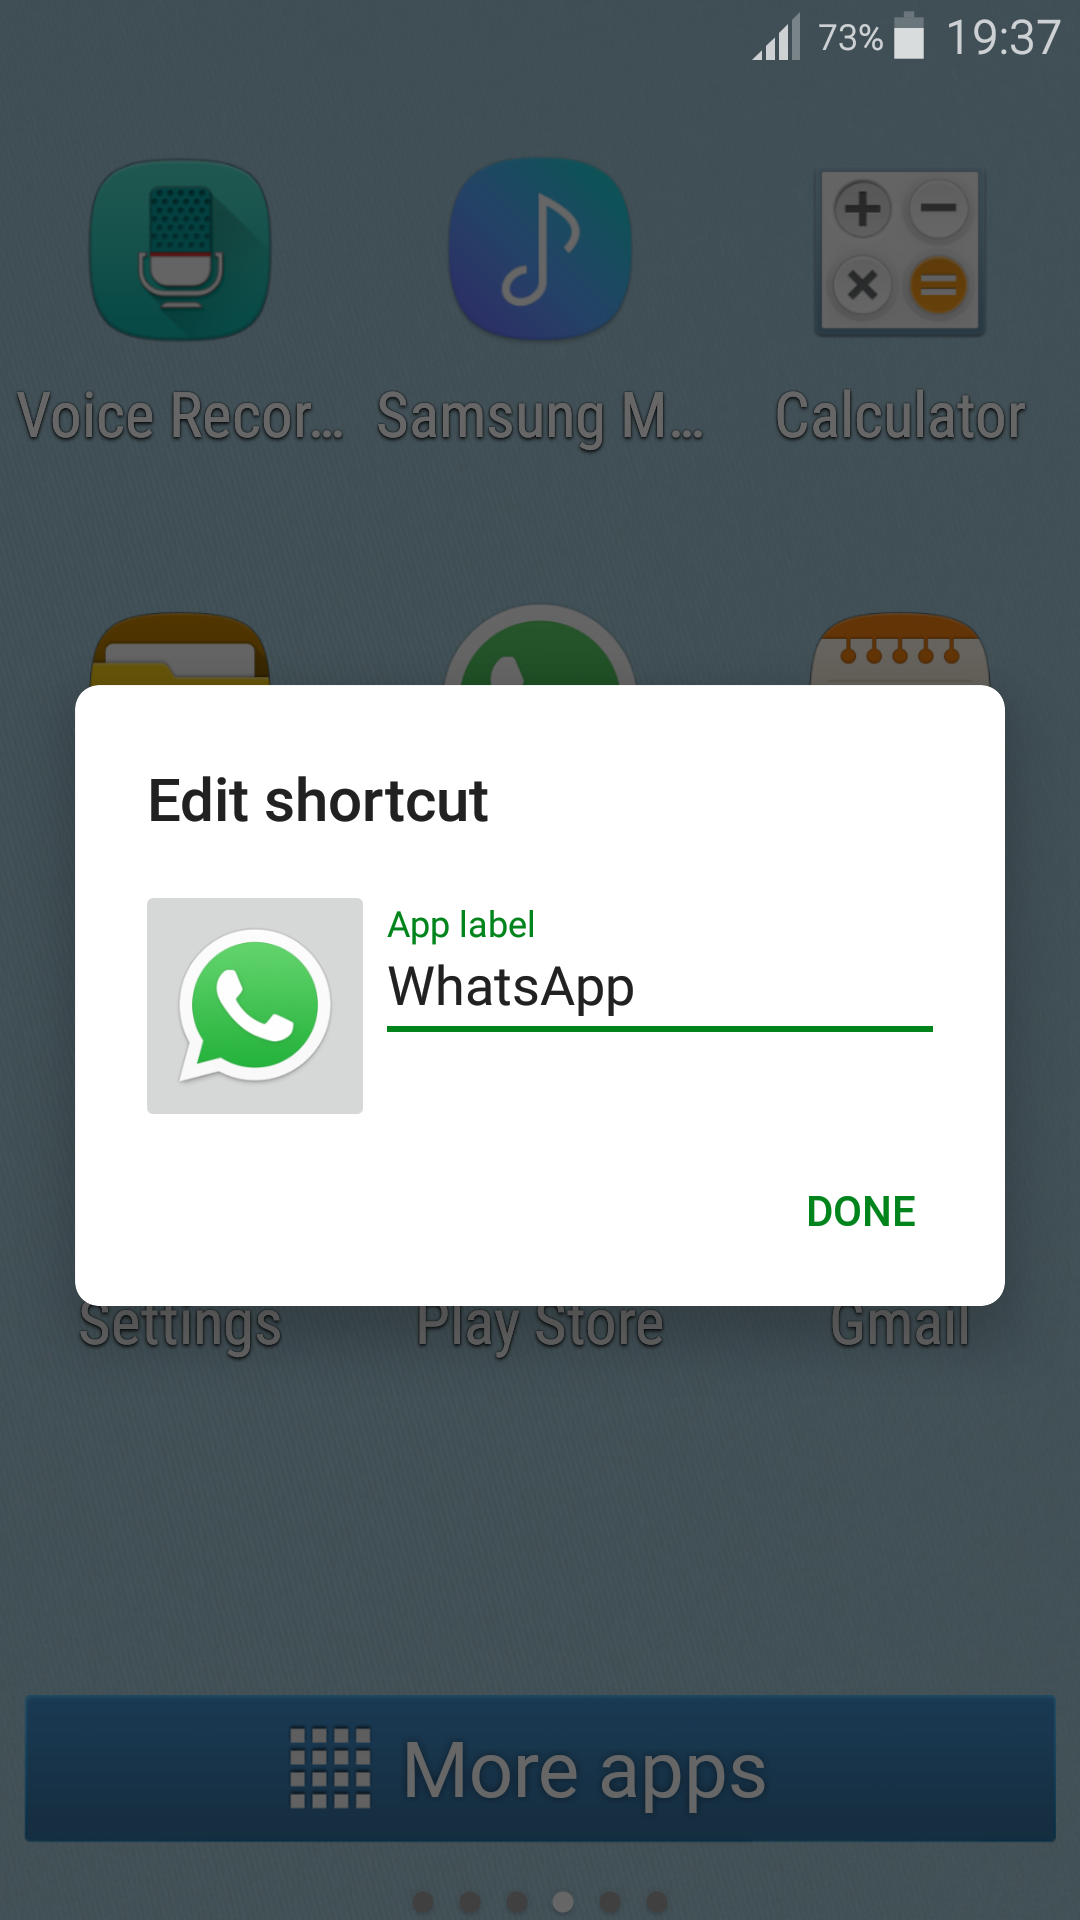 73% 19:37
Voice Recor... Samsung M... Calculator
Edit shortcut
App label
WhatsApp
DONE
Settings Play Store Gmail
More apps